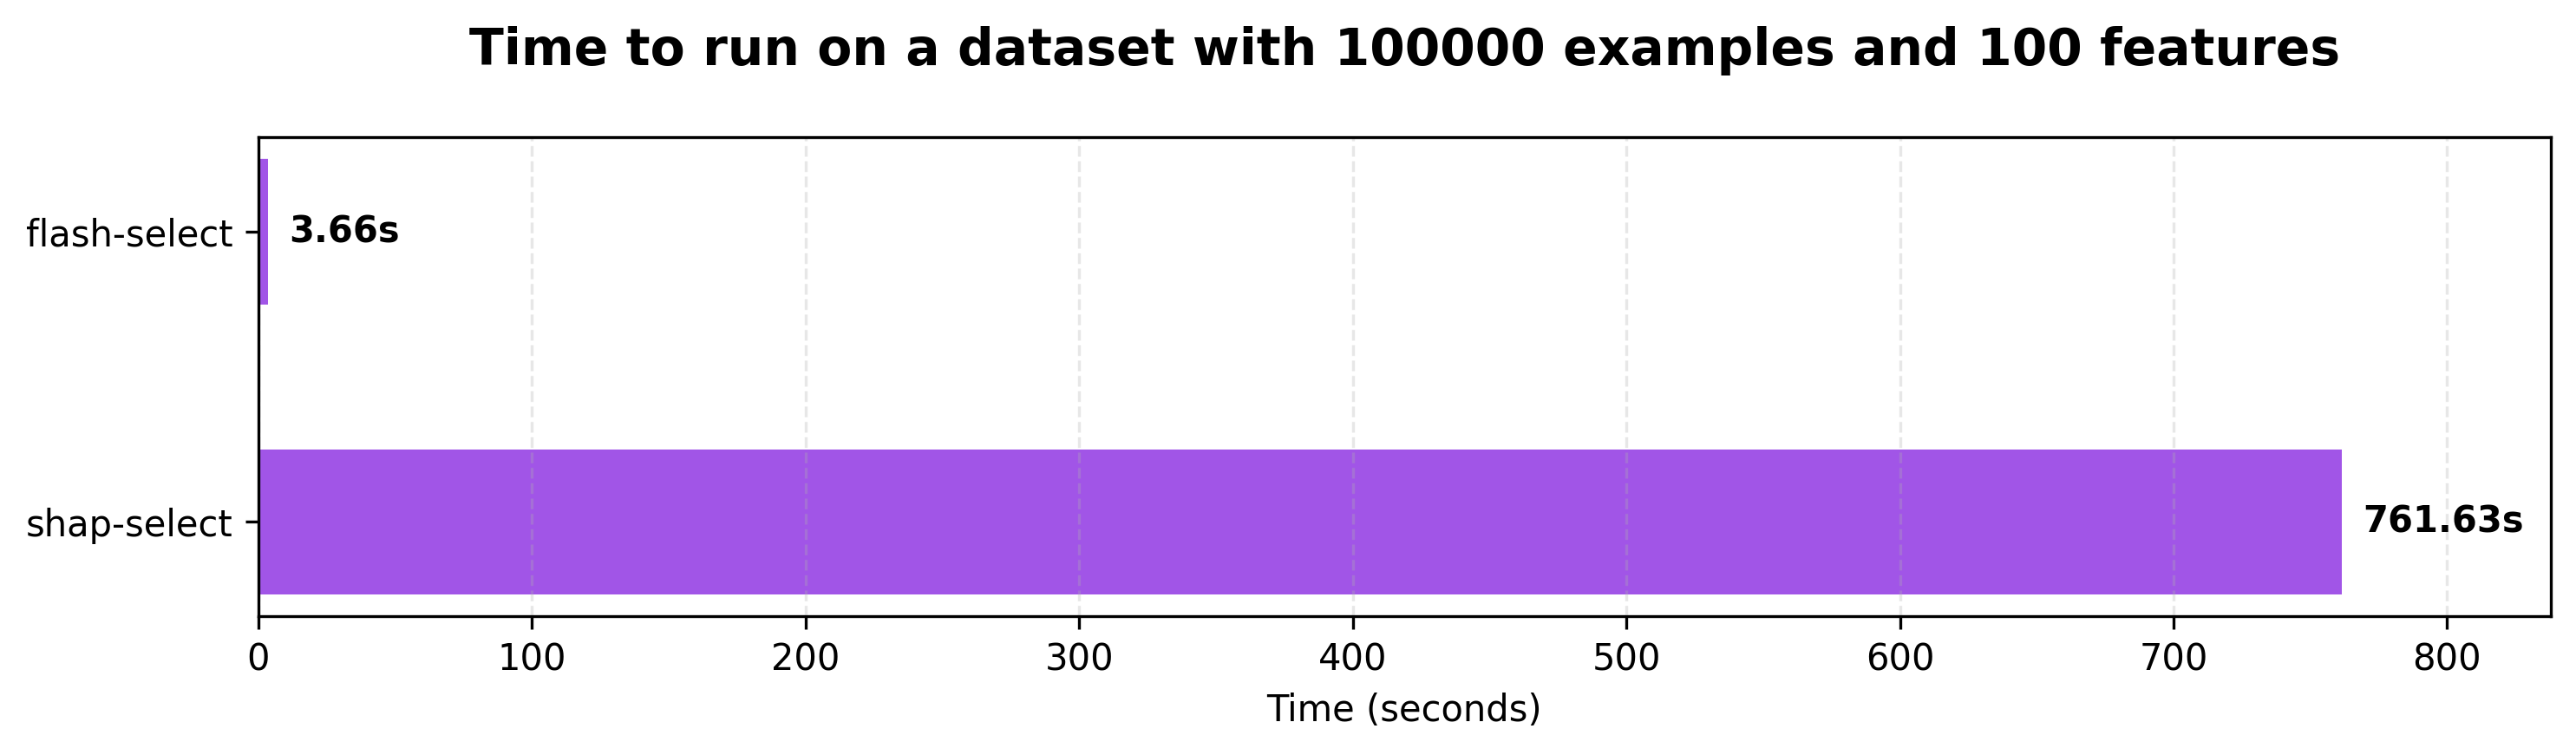 Time to run on a dataset with 100000 examples and 100 features
flash-select
3.66s
shap-select
761.63s
0 100 200 300 400 500 600 700 800
Time (seconds)